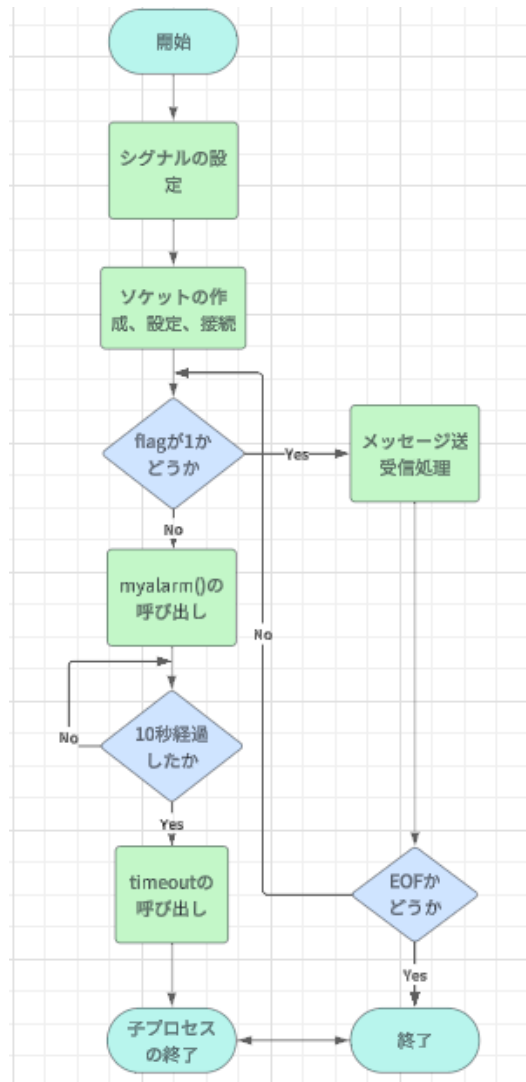 開始
シグナルの設
定
ソケットの作
成、設定、接続
flagが1か
どうか
Yes
メッセージ送
受信処理
No
myalarm()の
呼び出し
No
10秒経過
したか
No
Yes
timeoutの
呼び出し
EOFか
どうか
Yes
子プロセス
の終了
終了